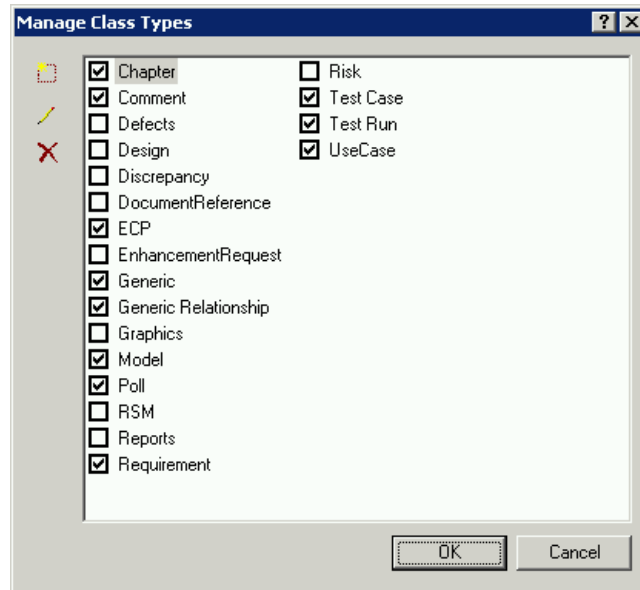 Manage Class Types
Chapter
Comment
Defects
Design
Discrepancy
DocumentReference
ECP
EnhancementRequest
Generic
Generic Relationship
Graphics
Model
Poll
RSM
Reports
Requirement
Risk
Test Case
Test Run
UseCase
OK
Cancel